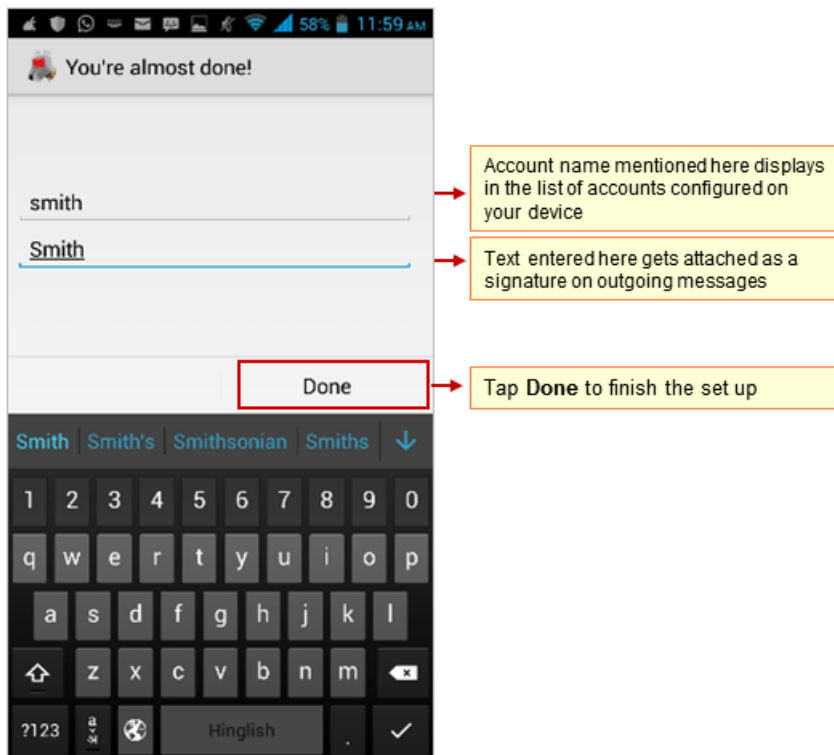 58% 11:59 AM
You're almost done!
smith
Account name mentioned here displays
in the list of accounts configured on
your device
Smith
Text entered here gets attached as a
signature on outgoing messages
Done
Tap Done to finish the set up
Smith Smith's Smithsonian Smiths
1 2 3 4 5 6 7 8 9 0
q w e r t y u i o p
a s d f g h j k l
z x c v b n m
?123 Hinglish .